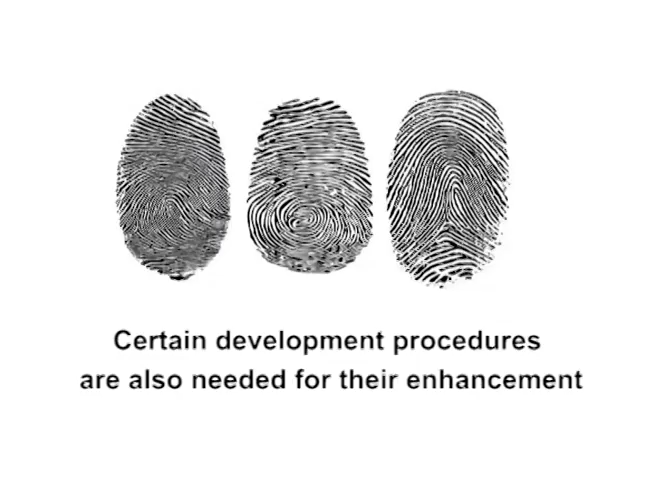 Certain development procedures
are also needed for their enhancement